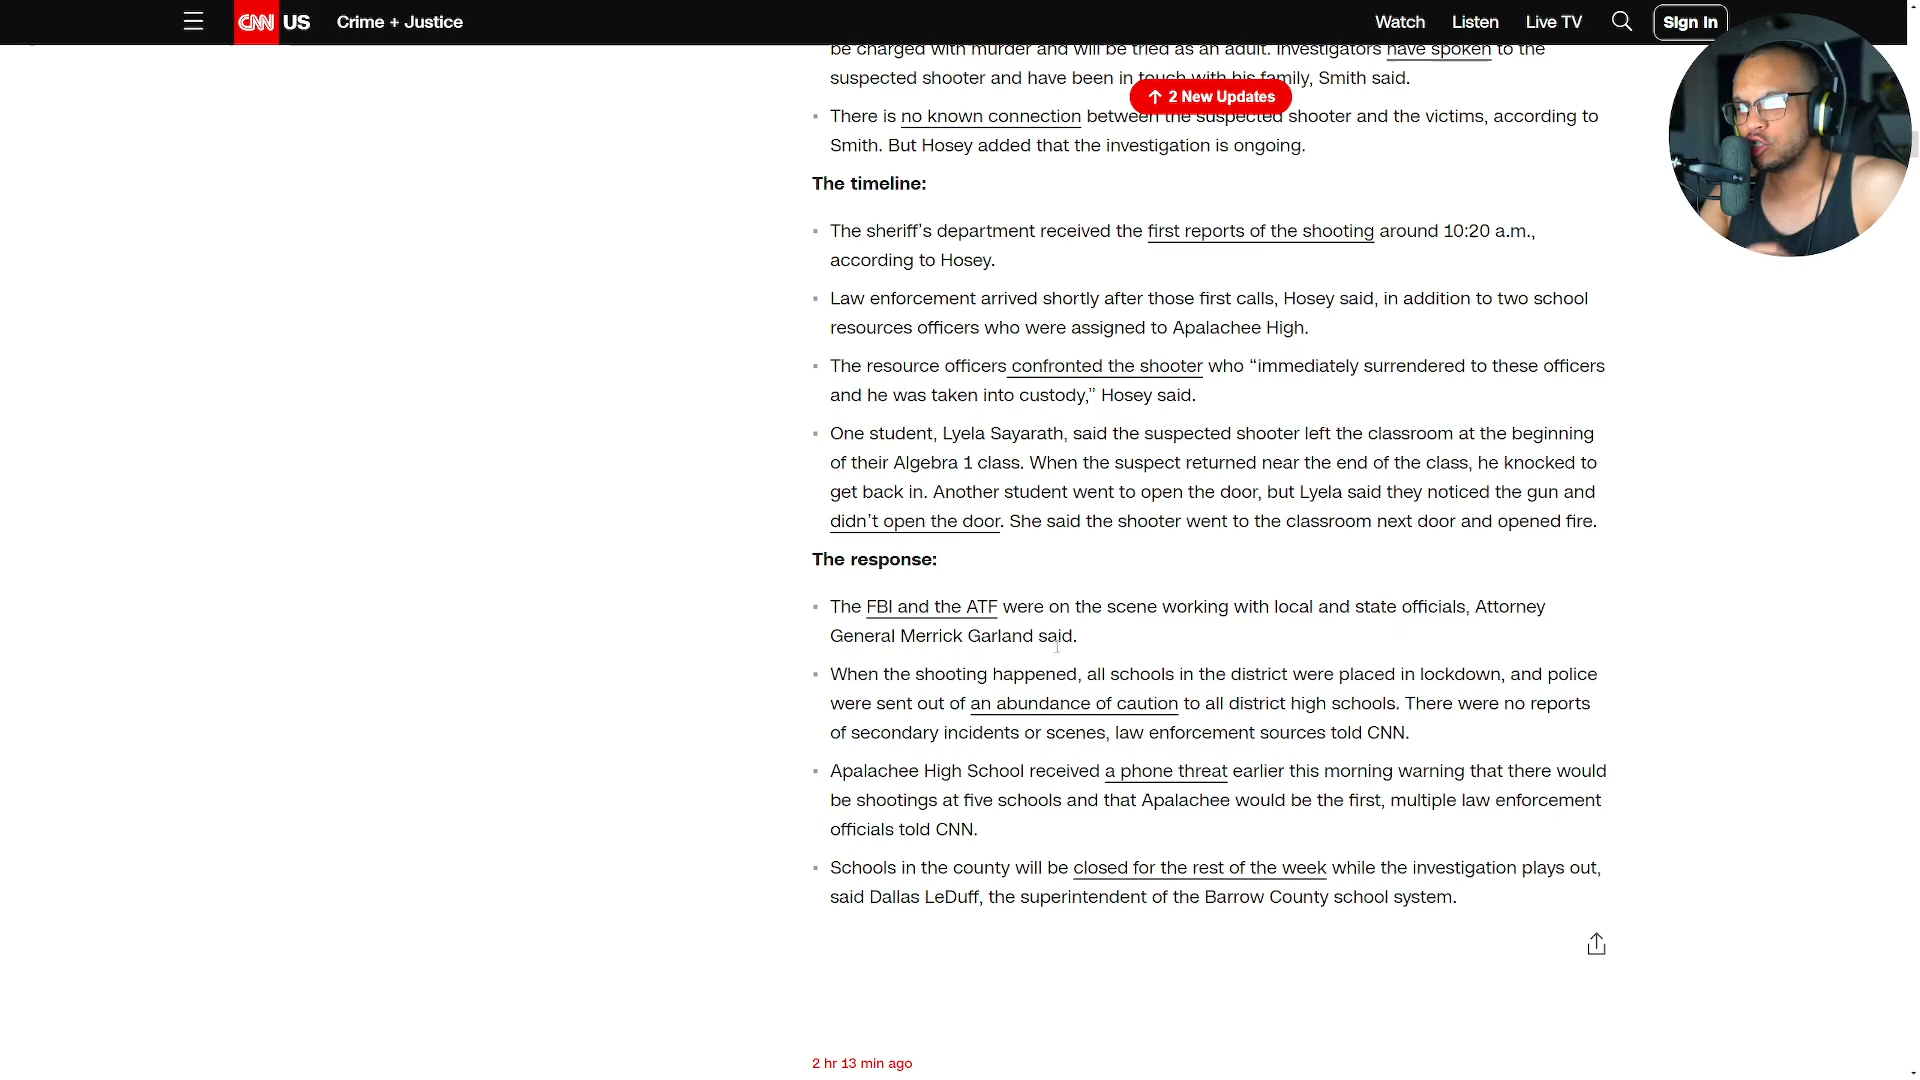 CNN US Crime + Justice Watch Listen Live TV Sign In
be charged with murder and will be tried as an adult. Investigators have spoken to the
suspected shooter and have been in touch with his family, Smith said.
↑ 2 New Updates
There is no known connection between the suspected shooter and the victims, according to
Smith. But Hosey added that the investigation is ongoing.
The timeline:
The sheriff’s department received the first reports of the shooting around 10:20 a.m.,
according to Hosey.
Law enforcement arrived shortly after those first calls, Hosey said, in addition to two school
resources officers who were assigned to Apalachee High.
The resource officers confronted the shooter who “immediately surrendered to these officers
and he was taken into custody,” Hosey said.
One student, Lyela Sayarath, said the suspected shooter left the classroom at the beginning
of their Algebra 1 class. When the suspect returned near the end of the class, he knocked to
get back in. Another student went to open the door, but Lyela said they noticed the gun and
didn’t open the door. She said the shooter went to the classroom next door and opened fire.
The response:
The FBI and the ATF were on the scene working with local and state officials, Attorney
General Merrick Garland said.
When the shooting happened, all schools in the district were placed in lockdown, and police
were sent out of an abundance of caution to all district high schools. There were no reports
of secondary incidents or scenes, law enforcement sources told CNN.
Apalachee High School received a phone threat earlier this morning warning that there would
be shootings at five schools and that Apalachee would be the first, multiple law enforcement
officials told CNN.
Schools in the county will be closed for the rest of the week while the investigation plays out,
said Dallas LeDuff, the superintendent of the Barrow County school system.
2 hr 13 min ago